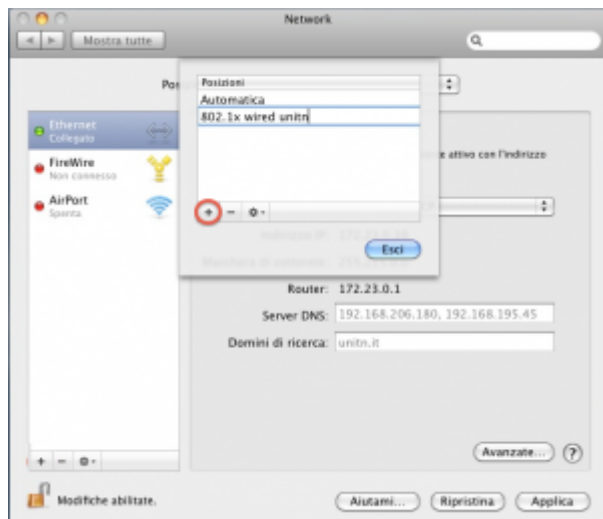 Network
Mostra tutte
Posizioni
Automatica
802.1x wired unitn
Esci
Ethernet
Collegato
FireWire
Non connesso
AirPort
Spenta
attivo con l'indirizzo
Indirizzo IP:
Router: 172.23.0.1
Server DNS: 192.168.206.180, 192.168.195.45
Domini di ricerca: unitn.it
Avanzate... ?
Modifiche abilitate.
Aiutami... Ripristina Applica